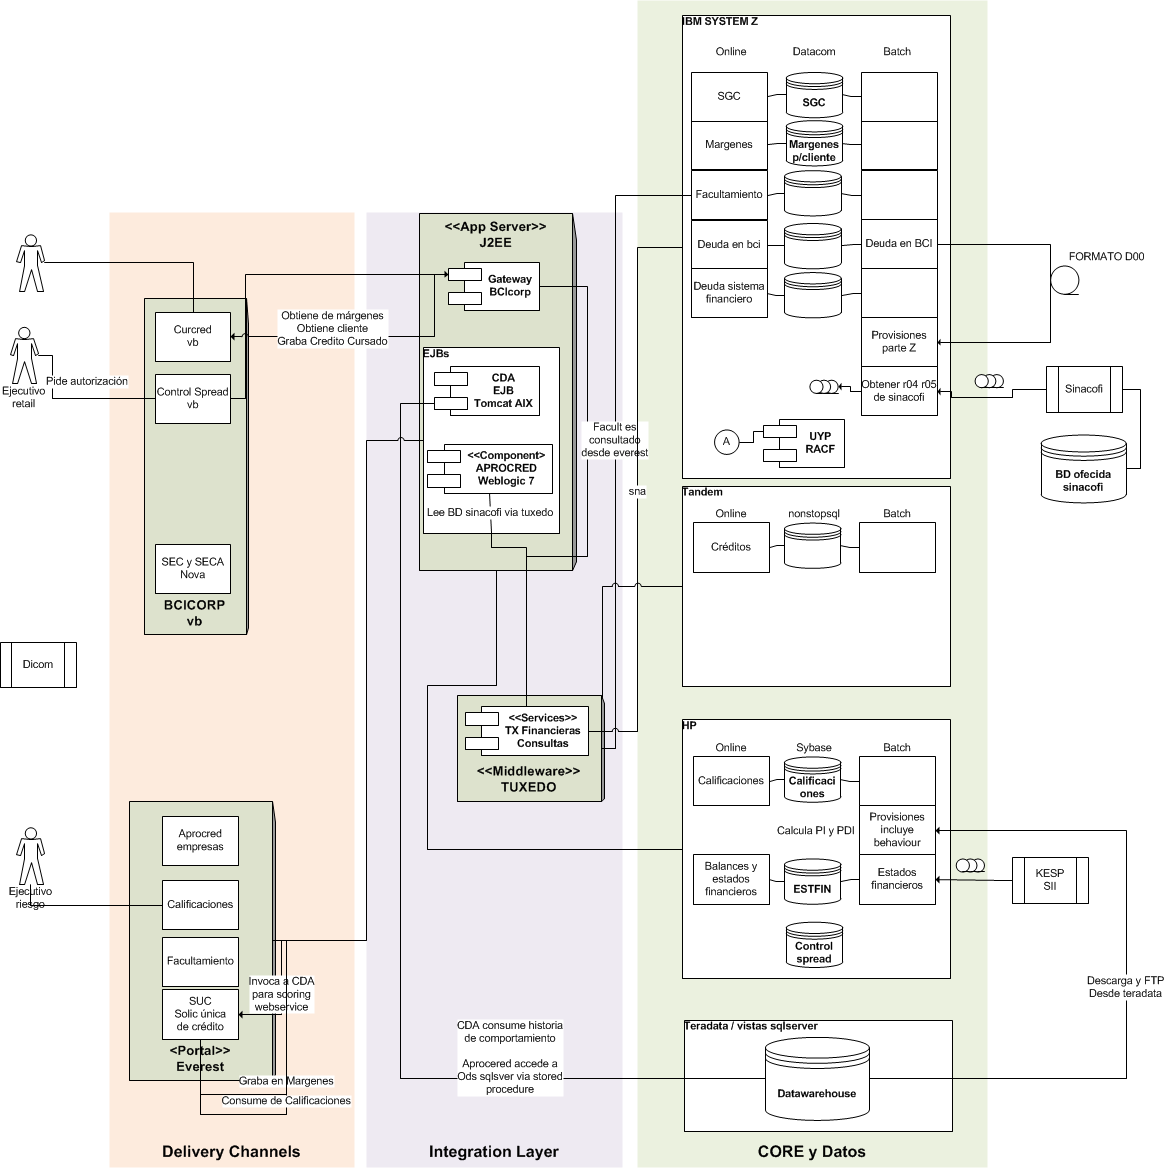 IBM SYSTEM Z
Online
Datacom
Batch
SGC
SGC
Margenes
Margenes
p/cliente
Facultamiento
Deuda en bci
Deuda en BCI
Deuda sistema
financiero
Provisiones
parte Z
Obtener r04 r05
de sinacofi
A
UYP
RACF
FORMATO D00
Sinacofi
BD ofecida
sinacofi
<<App Server>>
J2EE
Gateway
BCIcorp
EJBs
CDA
EJB
Tomcat AIX
<<Component>
APROCRED
Weblogic 7
Lee BD sinacofi via tuxedo
Obtiene de márgenes
Obtiene cliente
Graba Credito Cursado
Facult es
consultado
desde everest
sna
Curcred
vb
Control Spread
vb
SEC y SECA
Nova
BCICORP
vb
Ejecutivo
retail
Pide autorización
Dicom
Tandem
Online
nonstopsql
Batch
Créditos
<<Services>>
TX Financieras
Consultas
<<Middleware>>
TUXEDO
HP
Online
Sybase
Batch
Calificaciones
Calificaci
ones
Calcula PI y PDI
Provisiones
incluye
behaviour
Balances y
estados
financieros
ESTFIN
Estados
financieros
Control
spread
KESP
SII
Descarga y FTP
Desde teradata
Aprocred
empresas
Calificaciones
Facultamiento
SUC
Solic única
de crédito
<<Portal>>
Everest
Ejecutivo
riesgo
Invoca a CDA
para scoring
webservice
Graba en Margenes
Consume de Calificaciones
CDA consume historia
de comportamiento
Aprocered accede a
Ods sqlsver via stored
procedure
Teradata / vistas sqlserver
Datawarehouse
Delivery Channels
Integration Layer
CORE y Datos